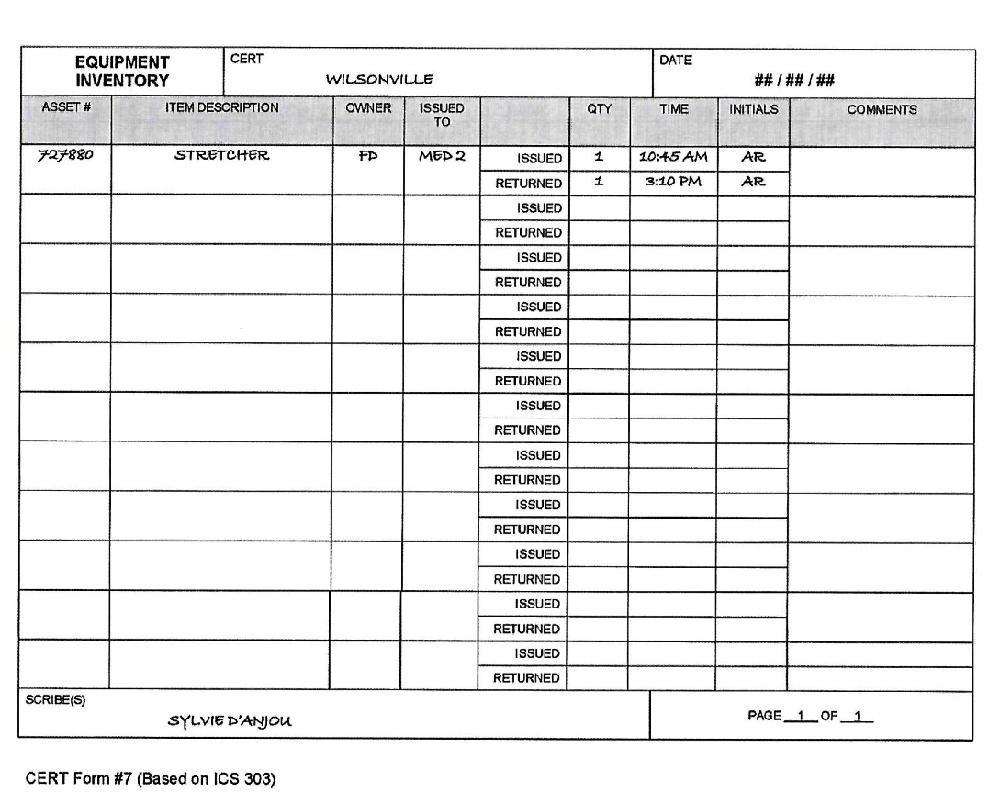 EQUIPMENT INVENTORY
CERT
WILSONVILLE
DATE
## / ## / ##
ASSET # ITEM DESCRIPTION OWNER ISSUED TO QTY TIME INITIALS COMMENTS
727880 STRETCHER FD MED 2 ISSUED 1 10:45 AM AR
RETURNED 1 3:10 PM AR
ISSUED
RETURNED
ISSUED
RETURNED
ISSUED
RETURNED
ISSUED
RETURNED
ISSUED
RETURNED
ISSUED
RETURNED
ISSUED
RETURNED
ISSUED
RETURNED
ISSUED
RETURNED
ISSUED
RETURNED
SCRIBE(S)
SYLVIE D'ANJOU
PAGE 1 OF 1
CERT Form #7 (Based on ICS 303)